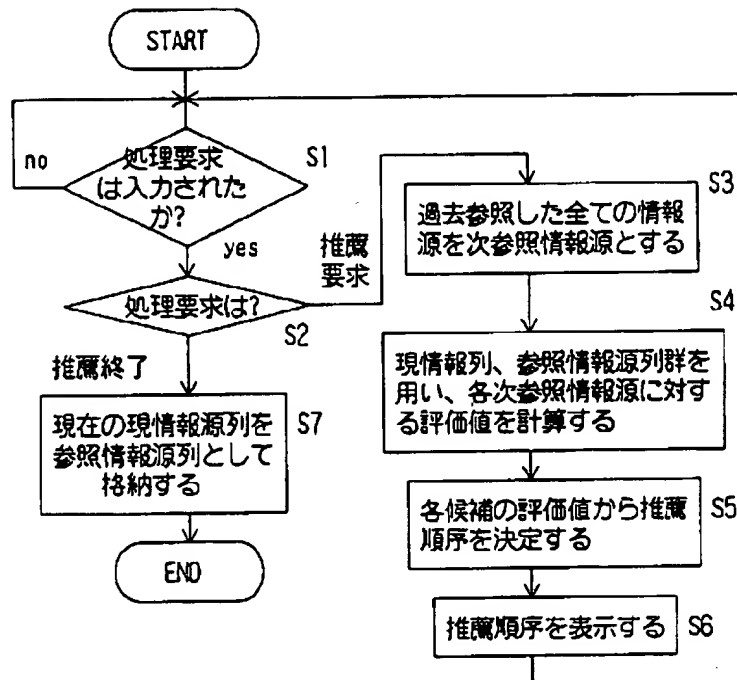 START
no
処理要求
は入力された
か?
S1
yes
処理要求は?
S2
推薦
要求
推薦終了
現在の現情報源列を
参照情報源列として
格納する
S7
END
過去参照した全ての情報
源を次参照情報源とする
S3
現情報列、参照情報源列群を
用い、各次参照情報源に対す
る評価値を計算する
S4
各候補の評価値から推薦
順序を決定する
S5
推薦順序を表示する
S6